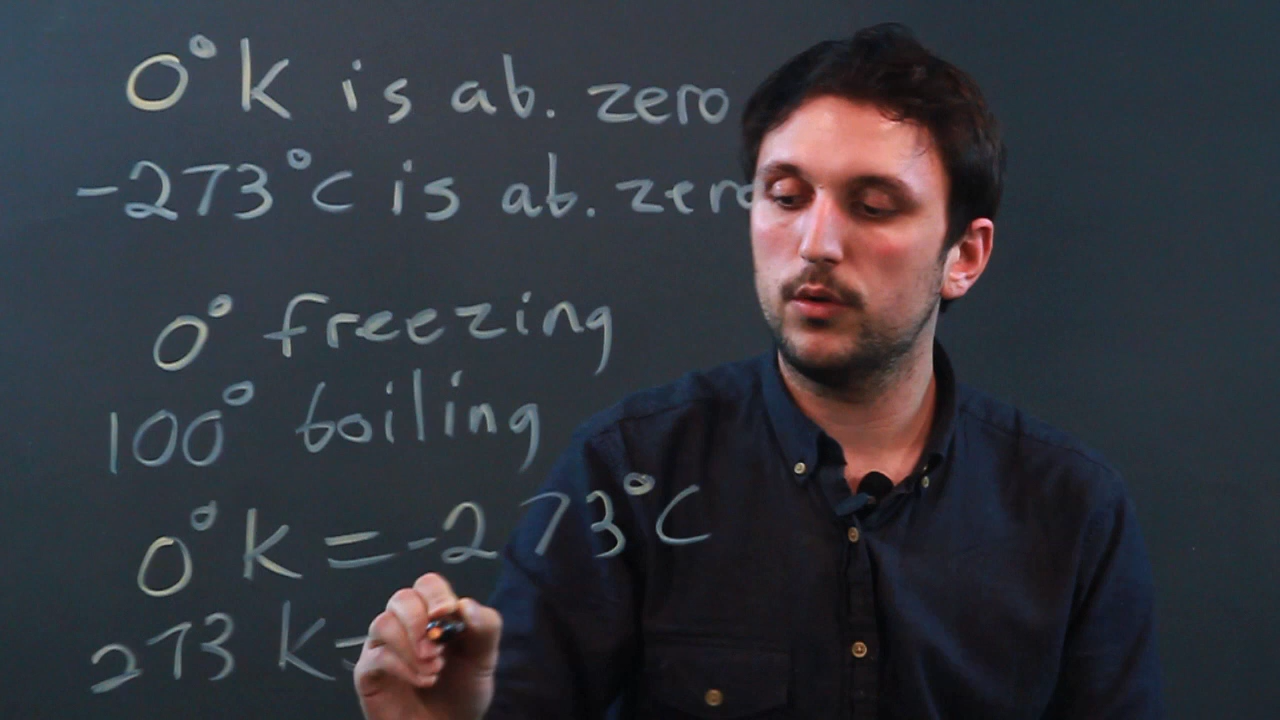 0° K is ab. zero
-273°C is ab. zero
0° freezing
100° boiling
0° K = -273°C
273 K=